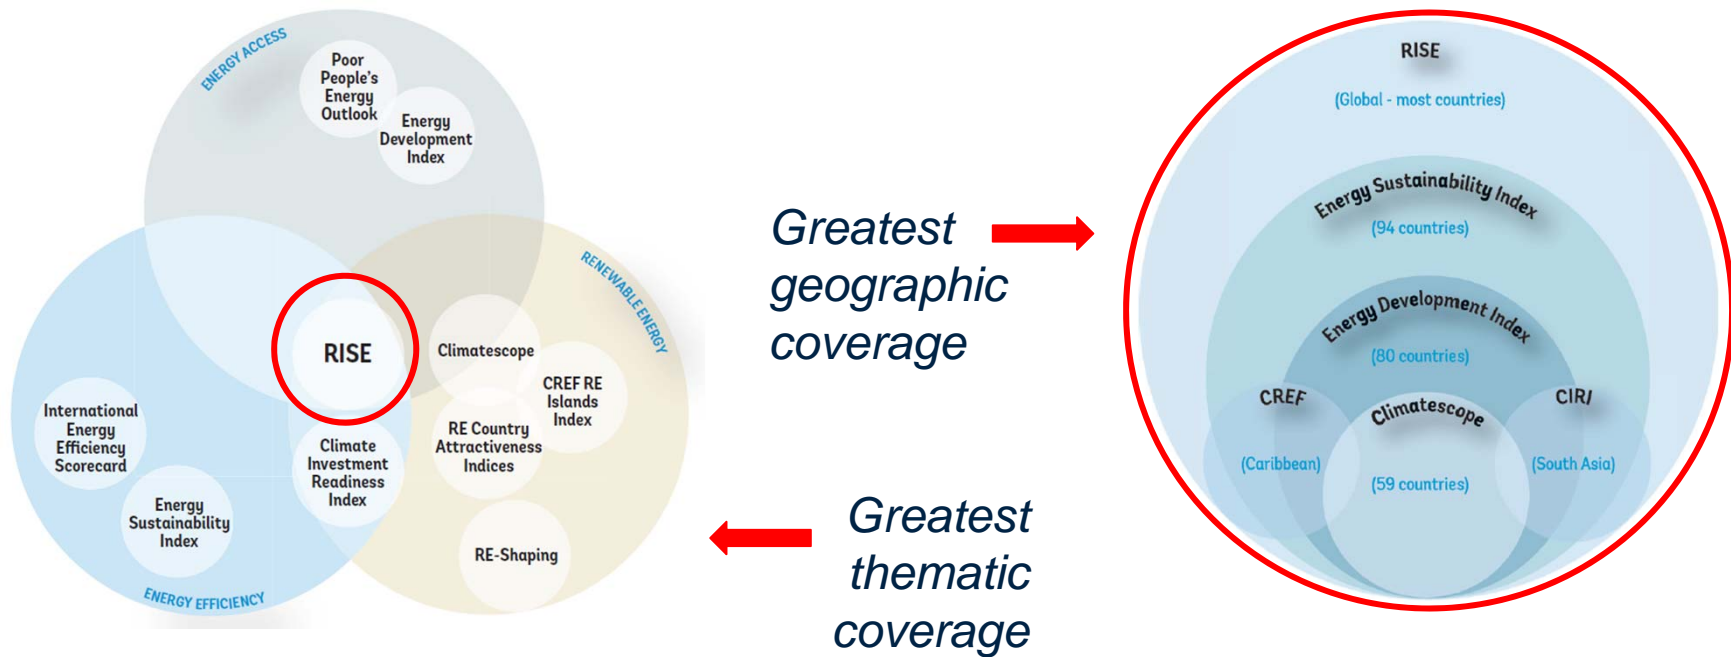 ENERGY ACCESS
Poor
People's
Energy
Outlook
Energy
Development
Index
RENEWABLE ENERGY
RISE
Climatescope
CREF RE
Islands
Index
RE Country
Attractiveness
Indices
RE-Shaping
International
Energy
Efficiency
Scorecard
Climate
Investment
Readiness
Index
Energy
Sustainability
Index
ENERGY EFFICIENCY
Greatest
geographic
coverage
Greatest
thematic
coverage
RISE
(Global - most countries)
Energy Sustainability Index
(94 countries)
Energy Development Index
(80 countries)
CREF
(Caribbean)
Climatescope
(59 countries)
CIRI
(South Asia)